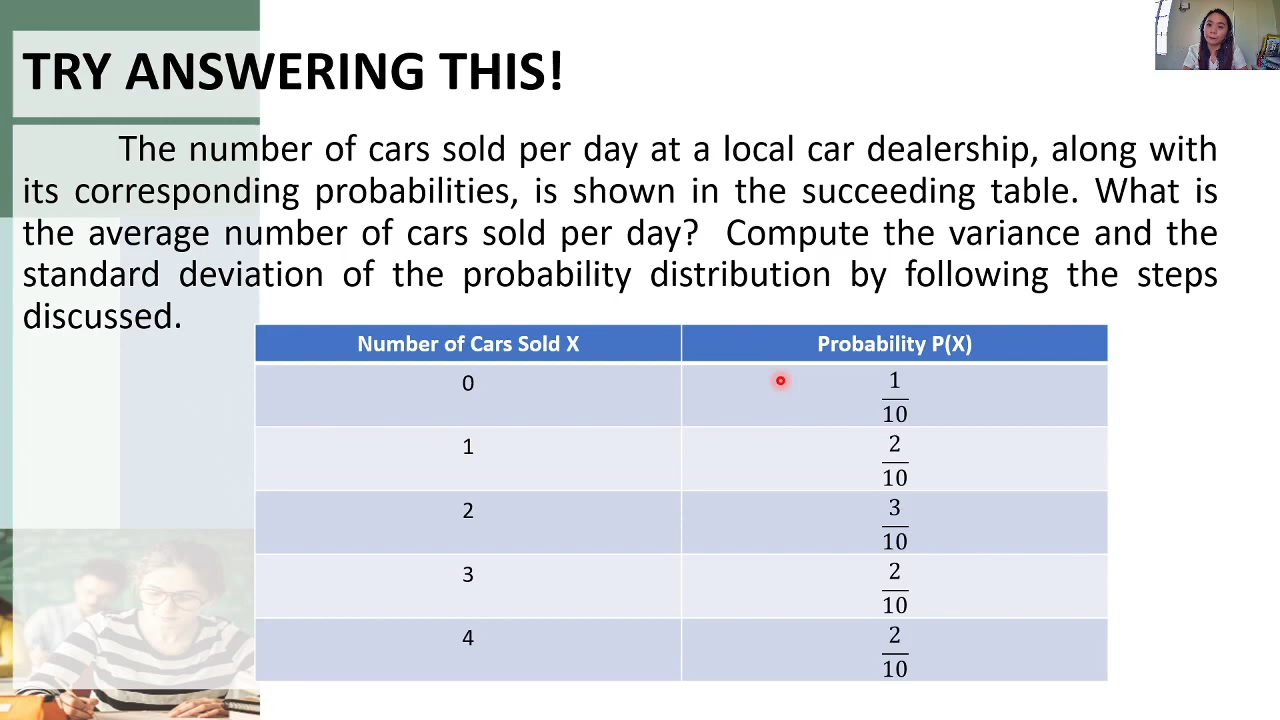 TRY ANSWERING THIS!
The number of cars sold per day at a local car dealership, along with
its corresponding probabilities, is shown in the succeeding table. What is
the average number of cars sold per day? Compute the variance and the
standard deviation of the probability distribution by following the steps
discussed.
Number of Cars Sold X Probability P(X)
0 1/10
1 2/10
2 3/10
3 2/10
4 2/10